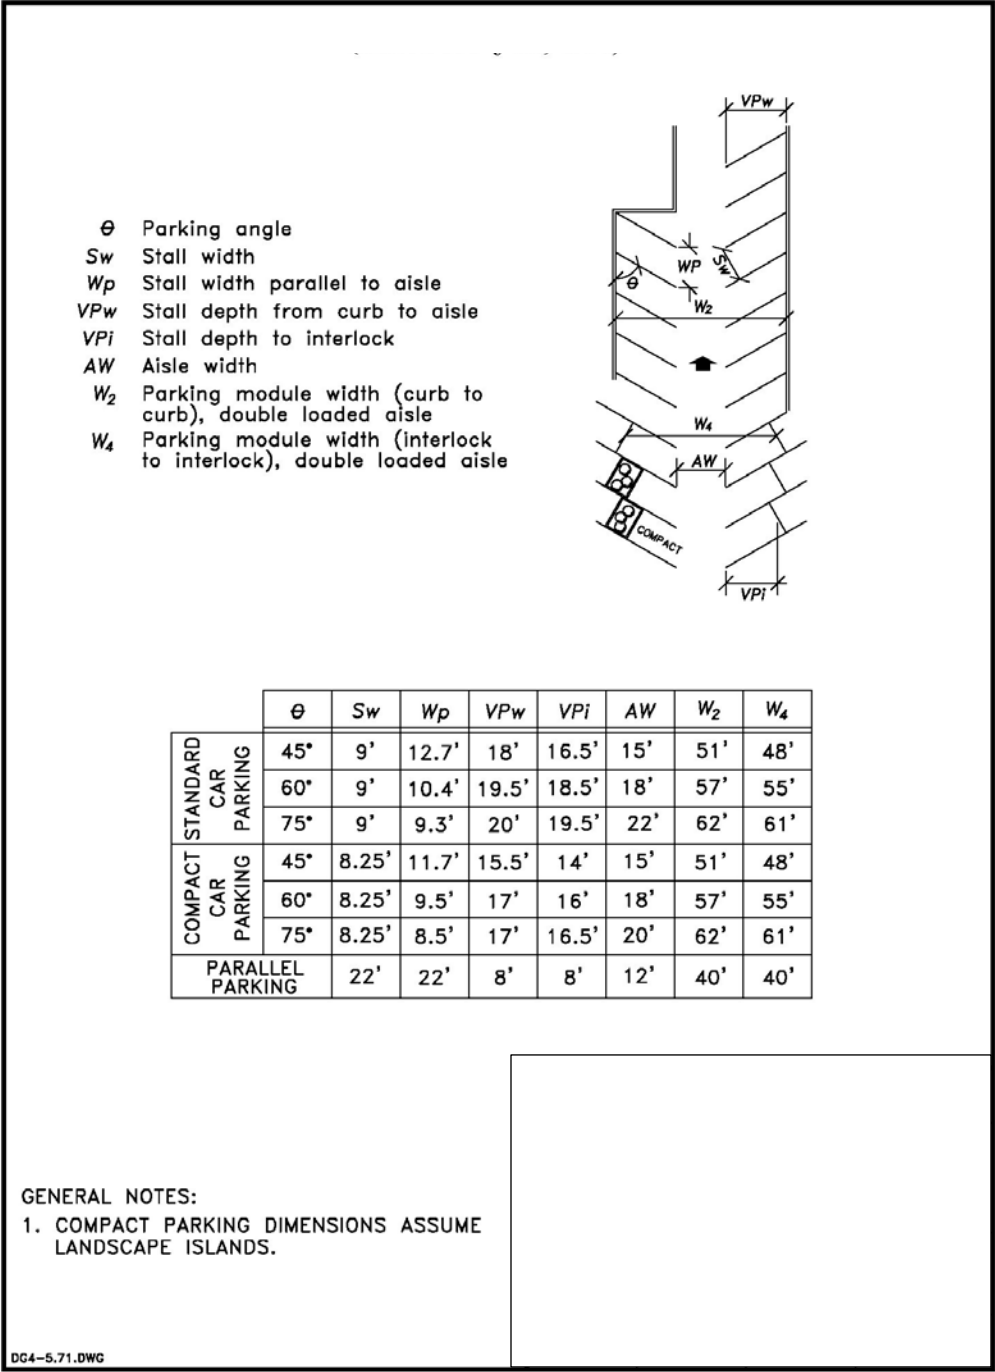 VPw
θ Parking angle
Sw Stall width
Wp Stall width parallel to aisle
VPw Stall depth from curb to aisle
VPi Stall depth to interlock
AW Aisle width
W2 Parking module width (curb to
curb), double loaded aisle
W4 Parking module width (interlock
to interlock), double loaded aisle
WP
Sw
θ
W2
W4
AW
COMPACT
VPi
θ Sw Wp VPw VPi AW W2 W4
STANDARD
CAR
PARKING
45° 9' 12.7' 18' 16.5' 15' 51' 48'
60° 9' 10.4' 19.5' 18.5' 18' 57' 55'
75° 9' 9.3' 20' 19.5' 22' 62' 61'
COMPACT
CAR
PARKING
45° 8.25' 11.7' 15.5' 14' 15' 51' 48'
60° 8.25' 9.5' 17' 16' 18' 57' 55'
75° 8.25' 8.5' 17' 16.5' 20' 62' 61'
PARALLEL
PARKING
22' 22' 8' 8' 12' 40' 40'
GENERAL NOTES:
1. COMPACT PARKING DIMENSIONS ASSUME
LANDSCAPE ISLANDS.
DG4-5.71.DWG